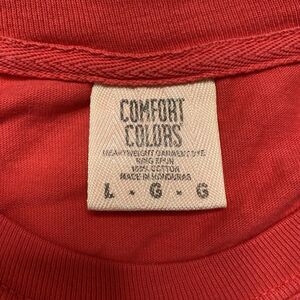 COMFORT
COLORS
HEAVYWEIGHT GARMENT DYE
RING SPUN
100% COTTON
MADE IN HONDURAS
L - G - G